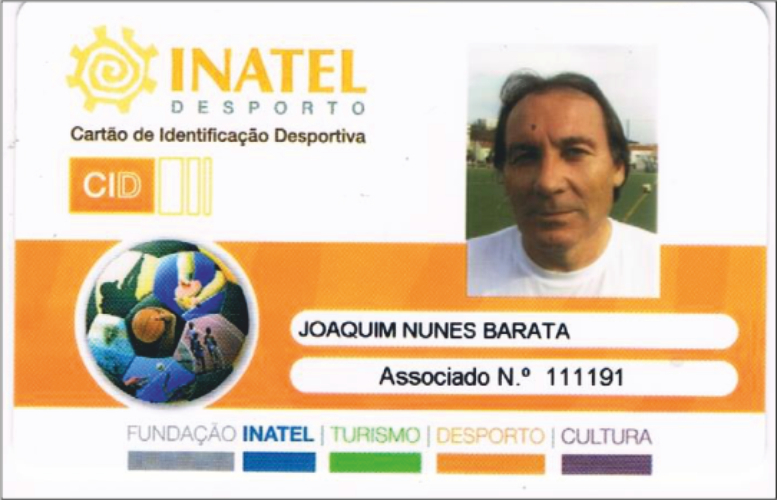 INATEL
DESPORTO
Cartão de Identificação Desportiva
CID
JOAQUIM NUNES BARATA
Associado N.º 111191
FUNDAÇÃO INATEL | TURISMO | DESPORTO | CULTURA